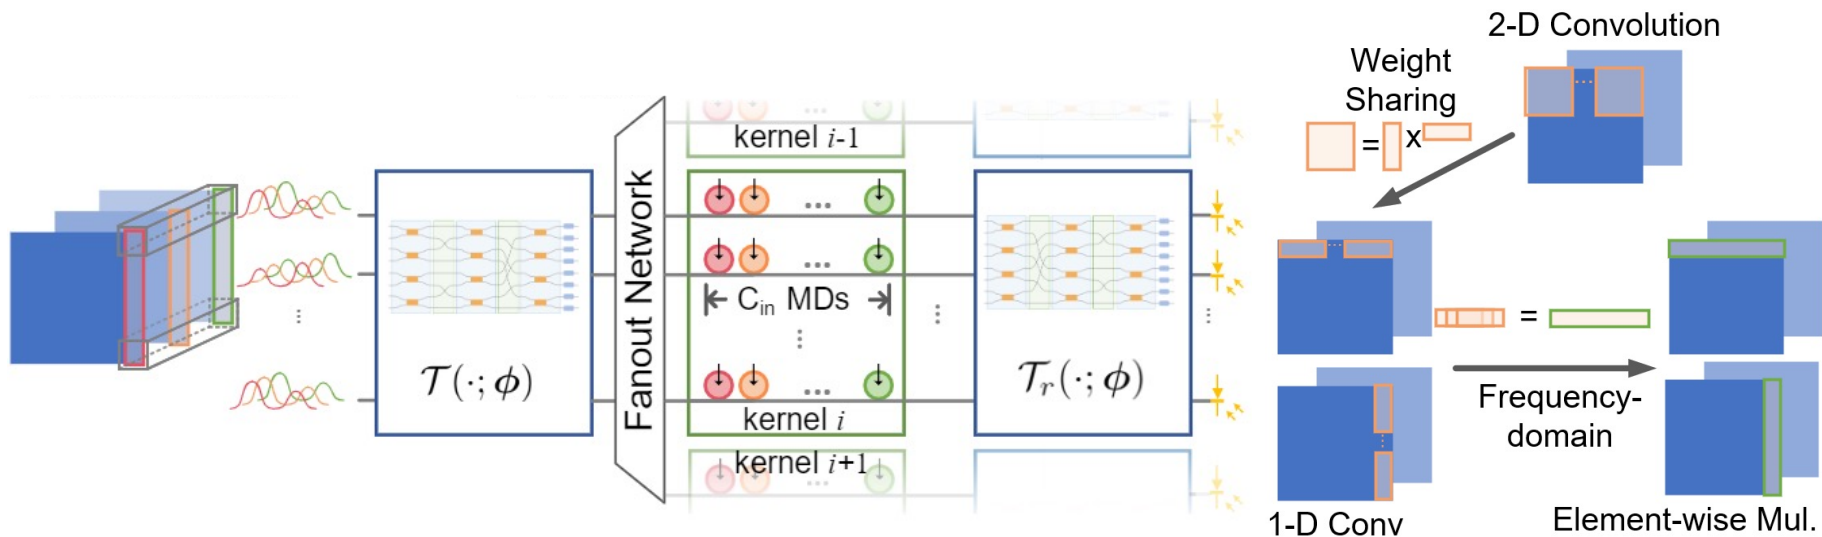 kernel i-1
Fanout Network
C_in MDs
𝒯(·; ϕ)
kernel i
𝒯_r(·; ϕ)
kernel i+1
2-D Convolution
Weight
Sharing
= x
=
Frequency-
domain
1-D Conv
Element-wise Mul.